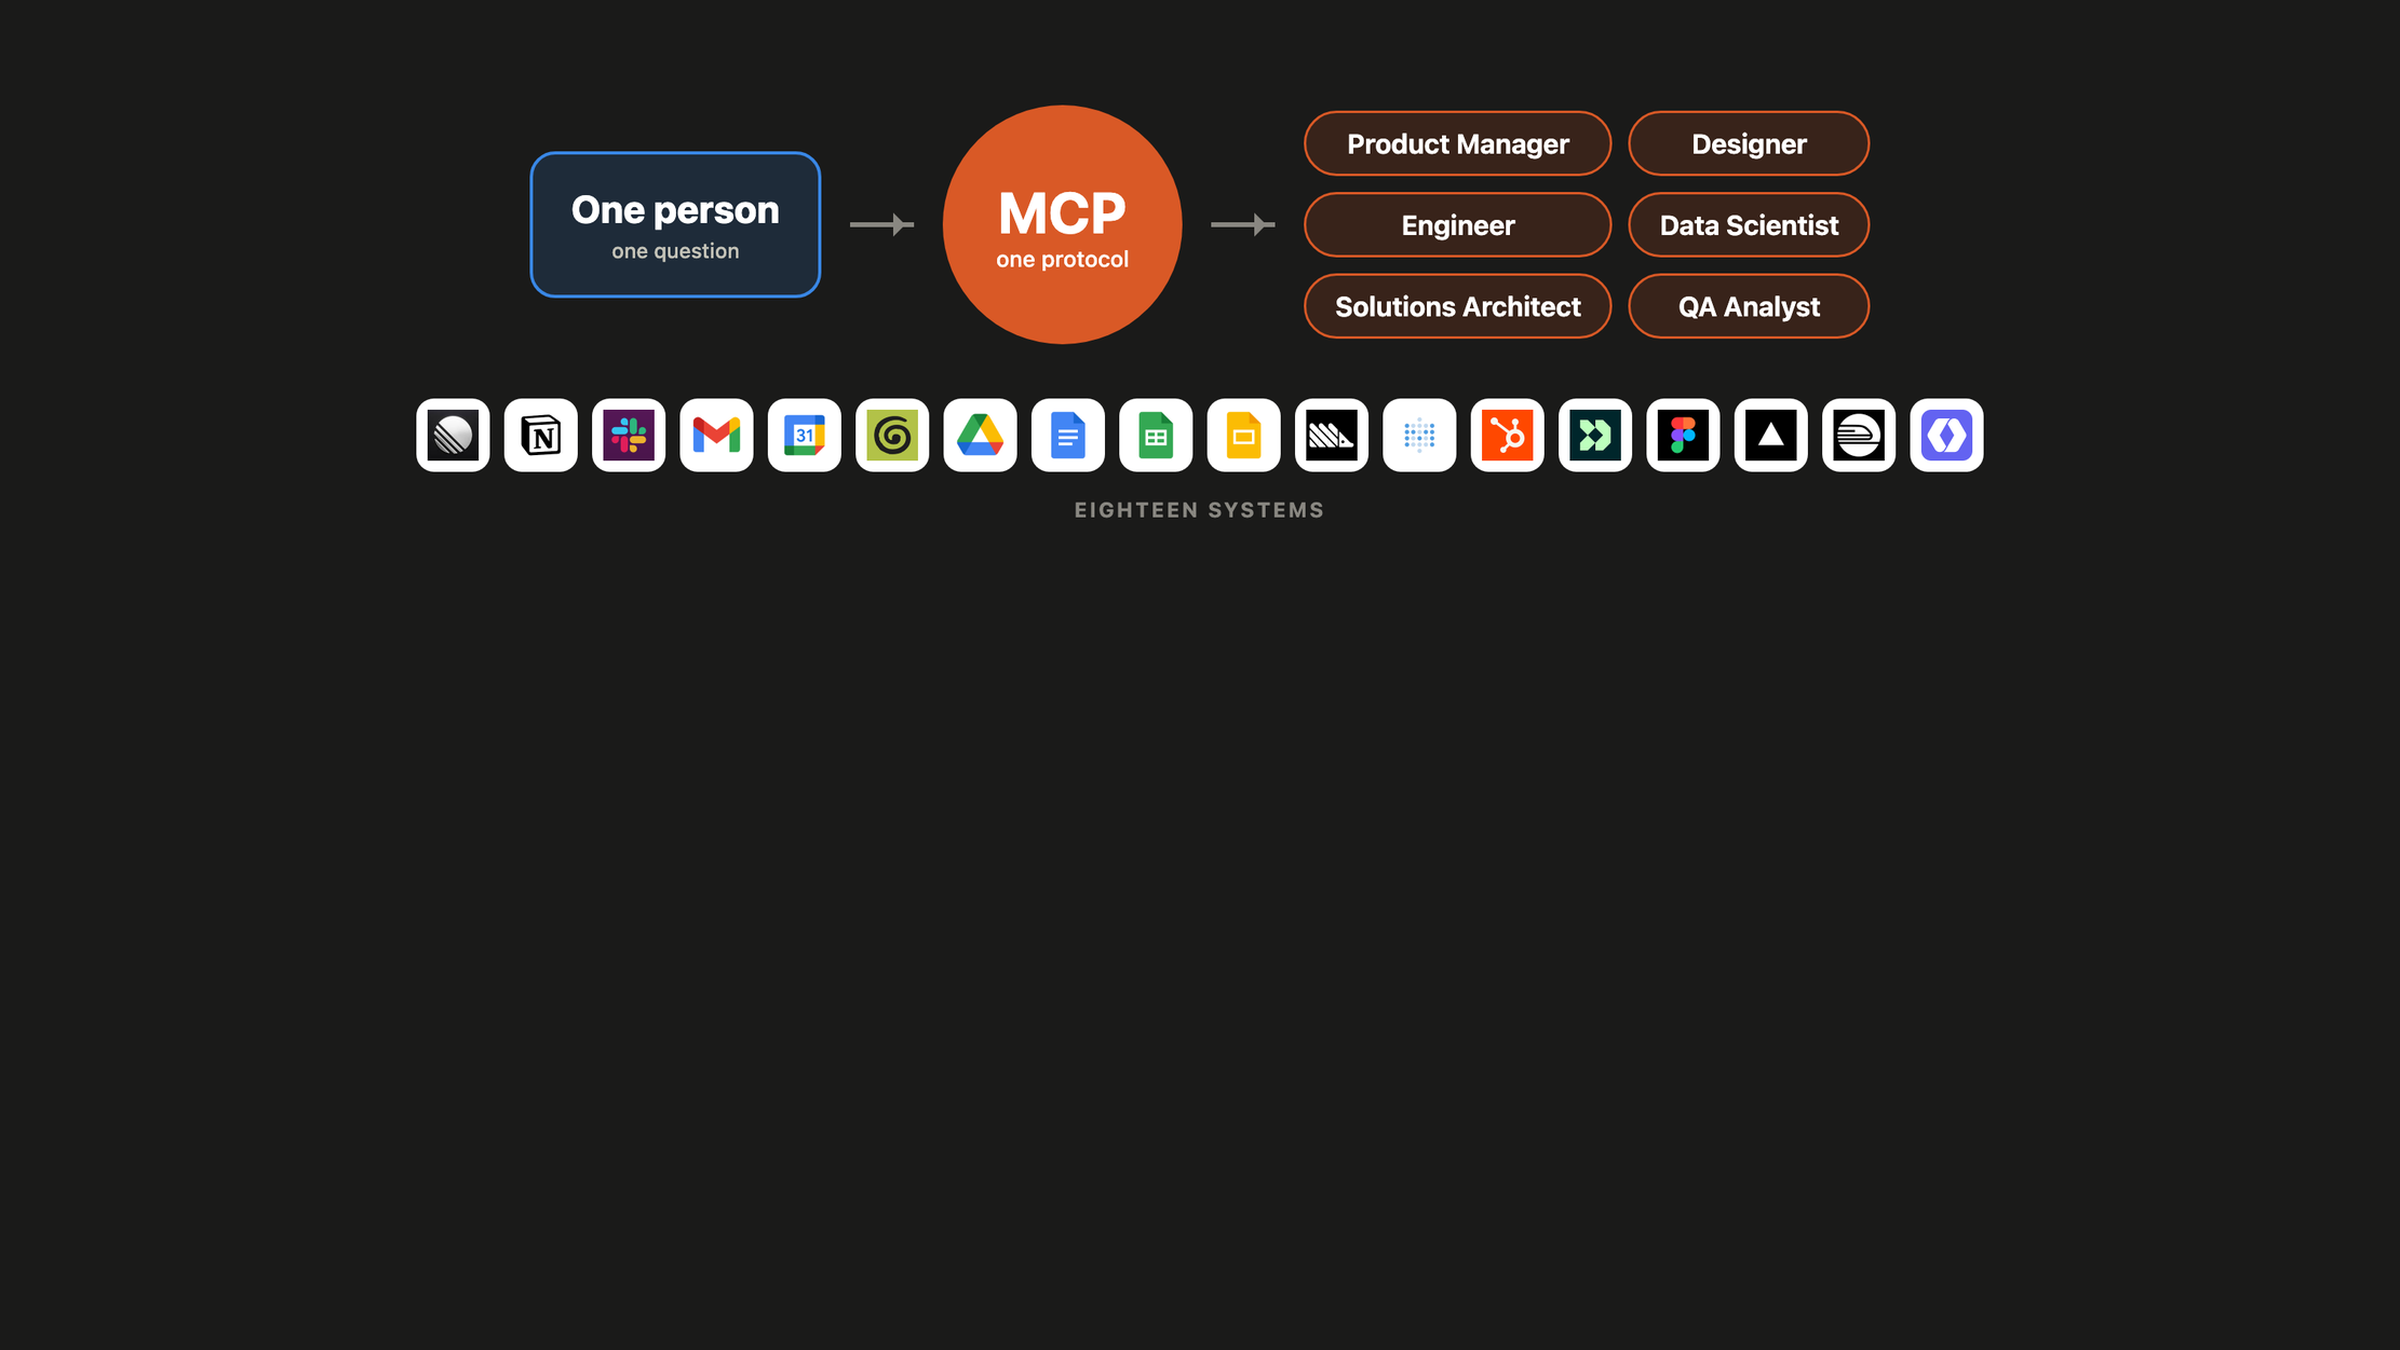 One person
one question
MCP
one protocol
Product Manager
Designer
Engineer
Data Scientist
Solutions Architect
QA Analyst
N
31
EIGHTEEN SYSTEMS